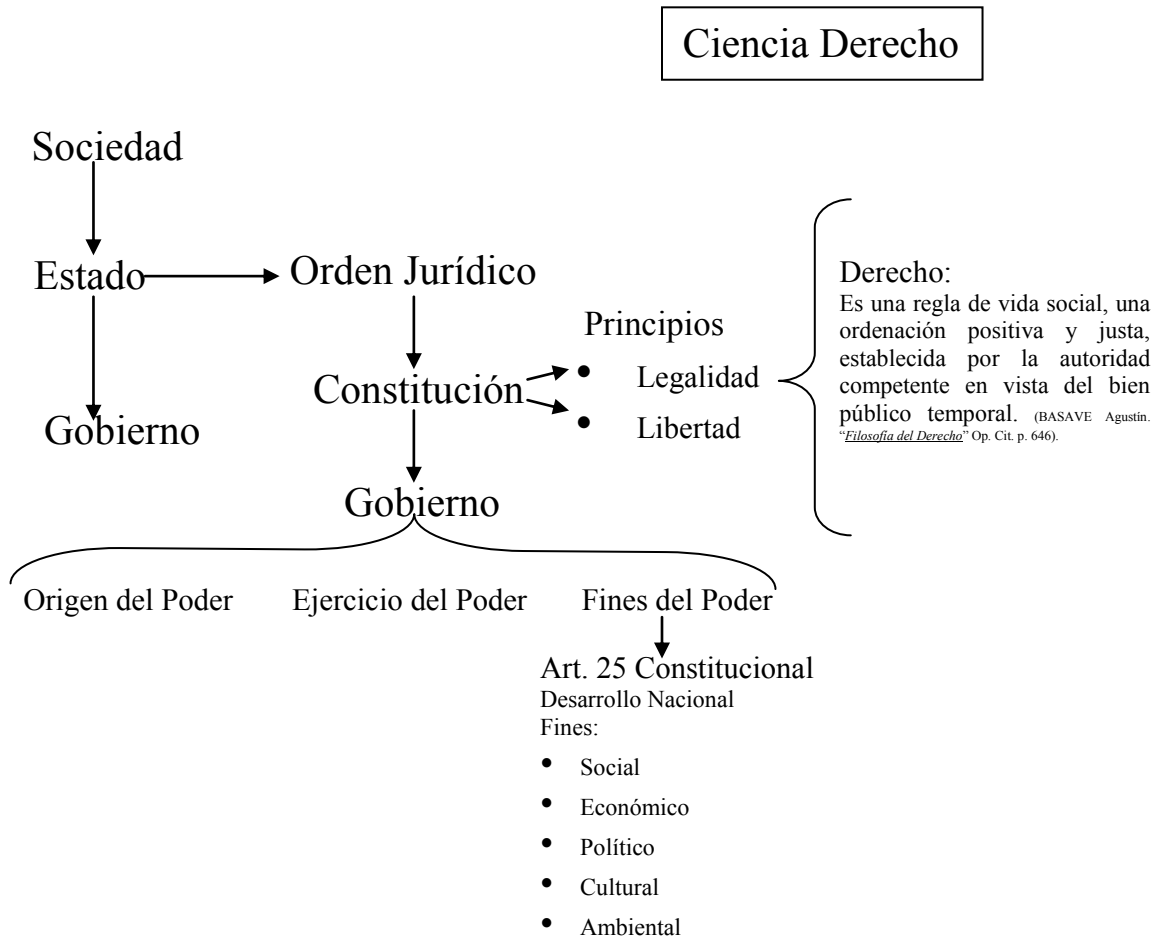 Ciencia Derecho
Sociedad
Estado
Orden Jurídico
Gobierno
Constitución
Principios
• Legalidad
• Libertad
Derecho:
Es una regla de vida social, una
ordenación positiva y justa,
establecida por la autoridad
competente en vista del bien
público temporal. (BASAVE Agustín.
“Filosofía del Derecho” Op. Cit. p. 646).
Gobierno
Origen del Poder
Ejercicio del Poder
Fines del Poder
Art. 25 Constitucional
Desarrollo Nacional
Fines:
• Social
• Económico
• Político
• Cultural
• Ambiental